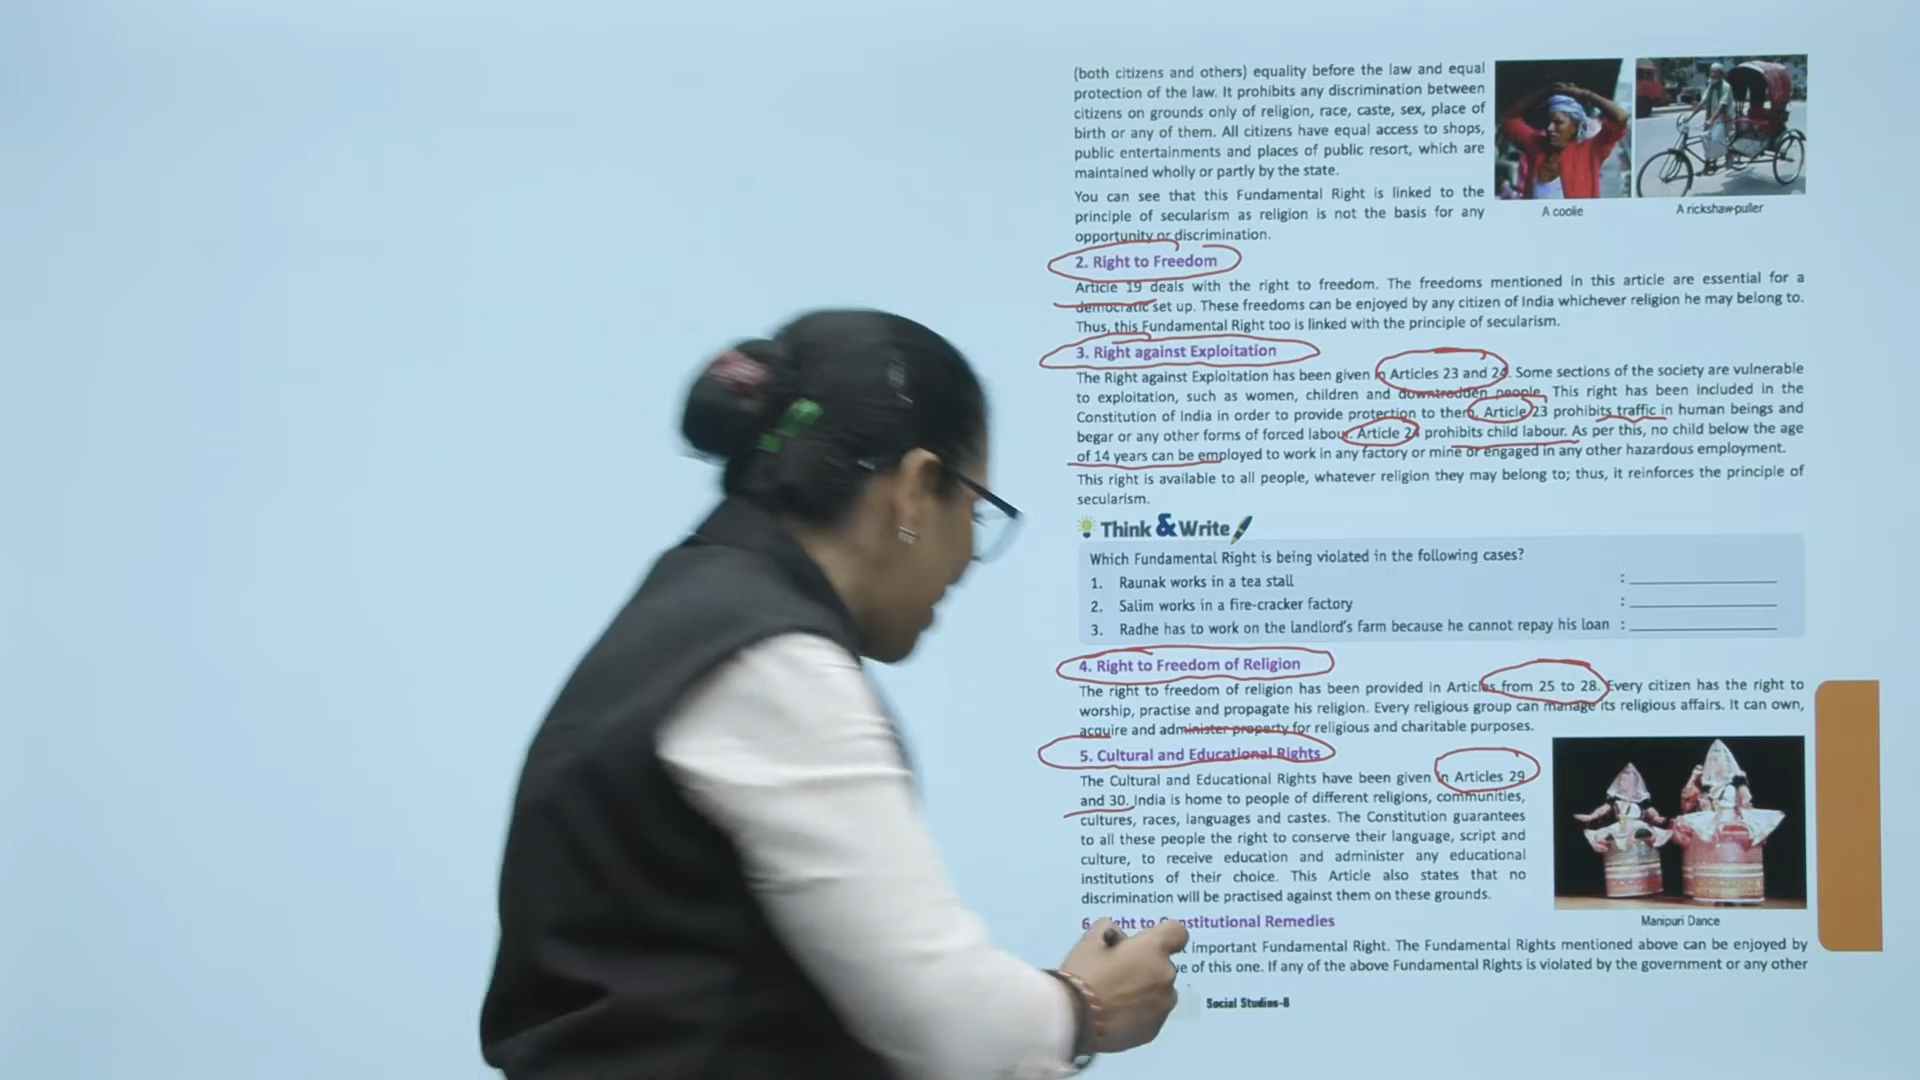 (both citizens and others) equality before the law and equal
protection of the law. It prohibits any discrimination between
citizens on grounds only of religion, race, caste, sex, place of
birth or any of them. All citizens have equal access to shops,
public entertainments and places of public resort, which are
maintained wholly or partly by the state.
You can see that this Fundamental Right is linked to the
principle of secularism as religion is not the basis for any
opportunity or discrimination.
A coolie
A rickshaw-puller
2. Right to Freedom
Article 19 deals with the right to freedom. The freedoms mentioned in this article are essential for a
democratic set up. These freedoms can be enjoyed by any citizen of India whichever religion he may belong to.
Thus, this Fundamental Right too is linked with the principle of secularism.
3. Right against Exploitation
The Right against Exploitation has been given in Articles 23 and 24. Some sections of the society are vulnerable
to exploitation, such as women, children and downtrodden people. This right has been included in the
Constitution of India in order to provide protection to them. Article 23 prohibits traffic in human beings and
begar or any other forms of forced labour. Article 24 prohibits child labour. As per this, no child below the age
of 14 years can be employed to work in any factory or mine or engaged in any other hazardous employment.
This right is available to all people, whatever religion they may belong to; thus, it reinforces the principle of
secularism.
Think & Write
Which Fundamental Right is being violated in the following cases?
1. Raunak works in a tea stall :
2. Salim works in a fire-cracker factory :
3. Radhe has to work on the landlord's farm because he cannot repay his loan :
4. Right to Freedom of Religion
The right to freedom of religion has been provided in Articles from 25 to 28. Every citizen has the right to
worship, practise and propagate his religion. Every religious group can manage its religious affairs. It can own,
acquire and administer property for religious and charitable purposes.
5. Cultural and Educational Rights
The Cultural and Educational Rights have been given in Articles 29
and 30. India is home to people of different religions, communities,
cultures, races, languages and castes. The Constitution guarantees
to all these people the right to conserve their language, script and
culture, to receive education and administer any educational
institutions of their choice. This Article also states that no
discrimination will be practised against them on these grounds.
Manipuri Dance
6. Right to Constitutional Remedies
important Fundamental Right. The Fundamental Rights mentioned above can be enjoyed by
of this one. If any of the above Fundamental Rights is violated by the government or any other
Social Studies-8